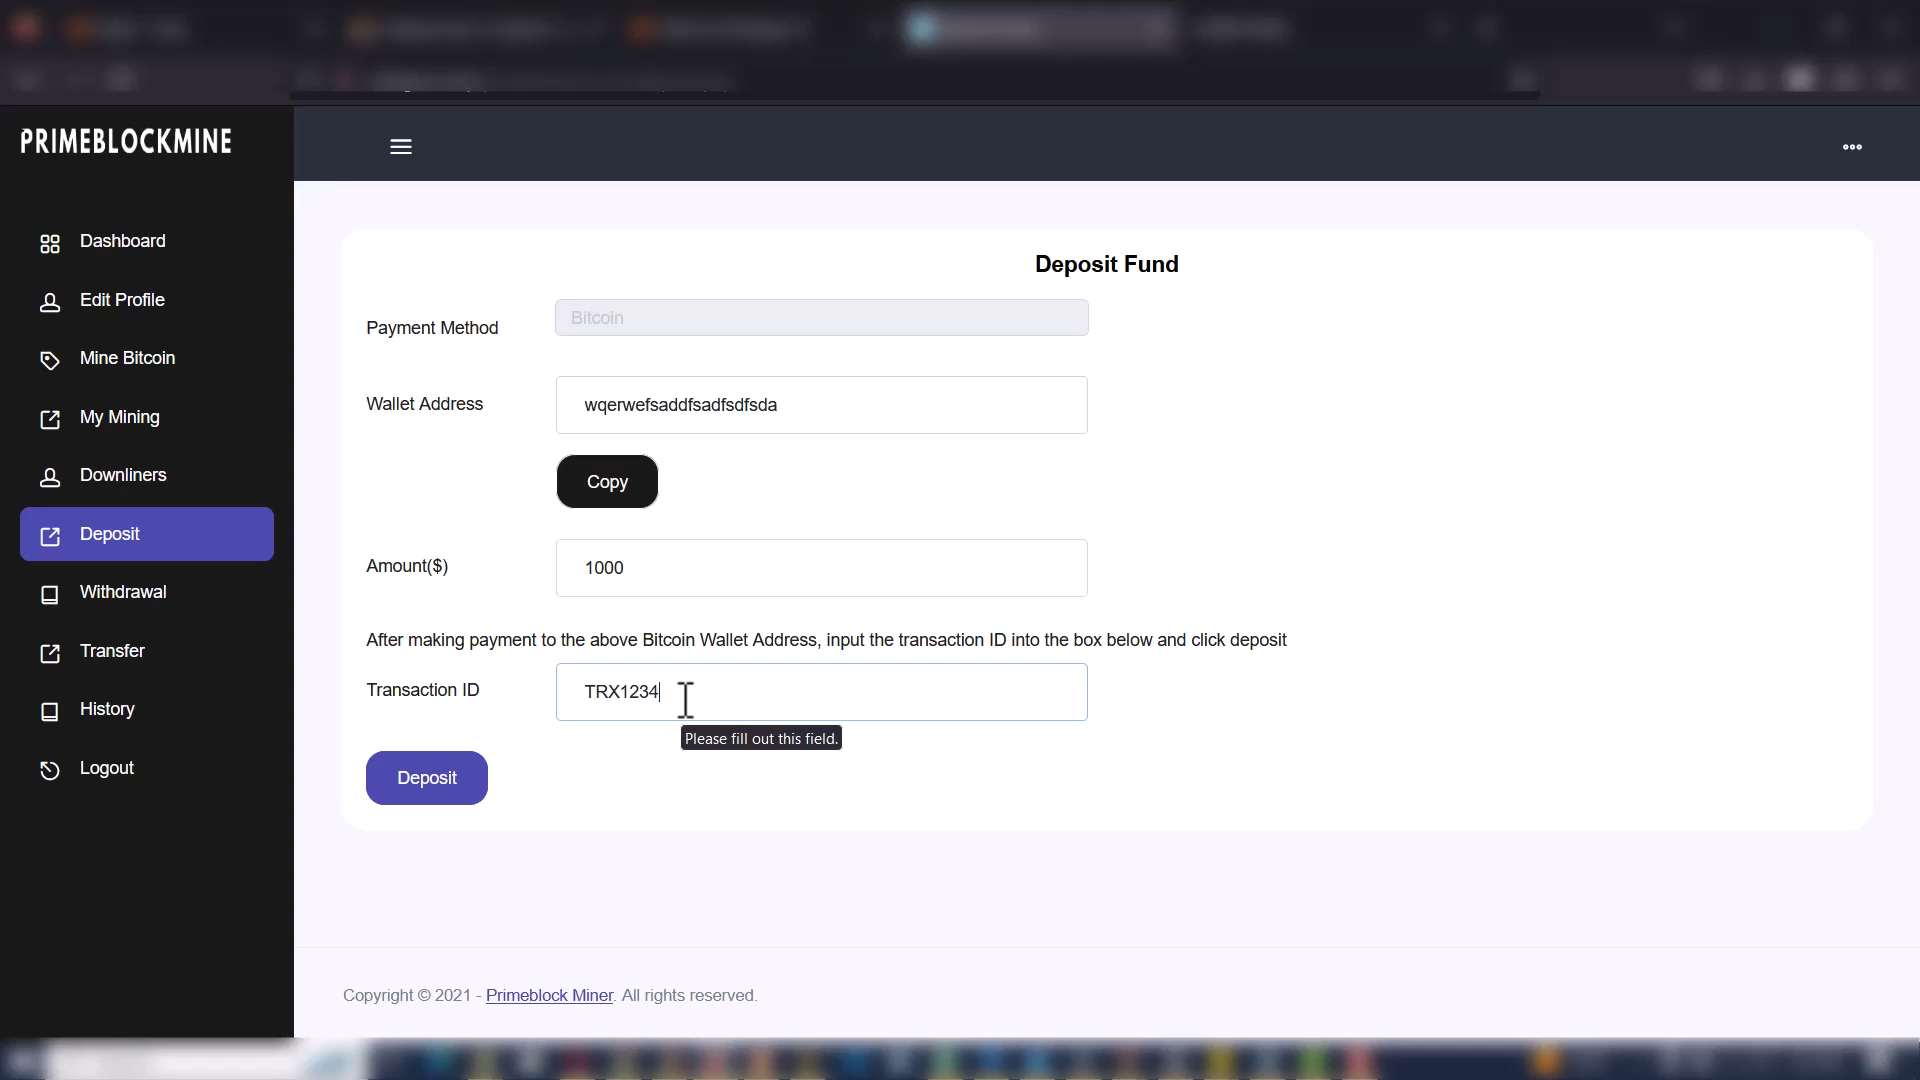 PRIMEBLOCKMINE
Dashboard
Edit Profile
Mine Bitcoin
My Mining
Downliners
Deposit
Withdrawal
Transfer
History
Logout
Deposit Fund
Payment Method
Bitcoin
Wallet Address
wqerwefsaddfsadfsdfsda
Copy
Amount($)
1000
After making payment to the above Bitcoin Wallet Address, input the transaction ID into the box below and click deposit
Transaction ID
TRX1234
Please fill out this field.
Deposit
Copyright © 2021 - Primeblock Miner. All rights reserved.